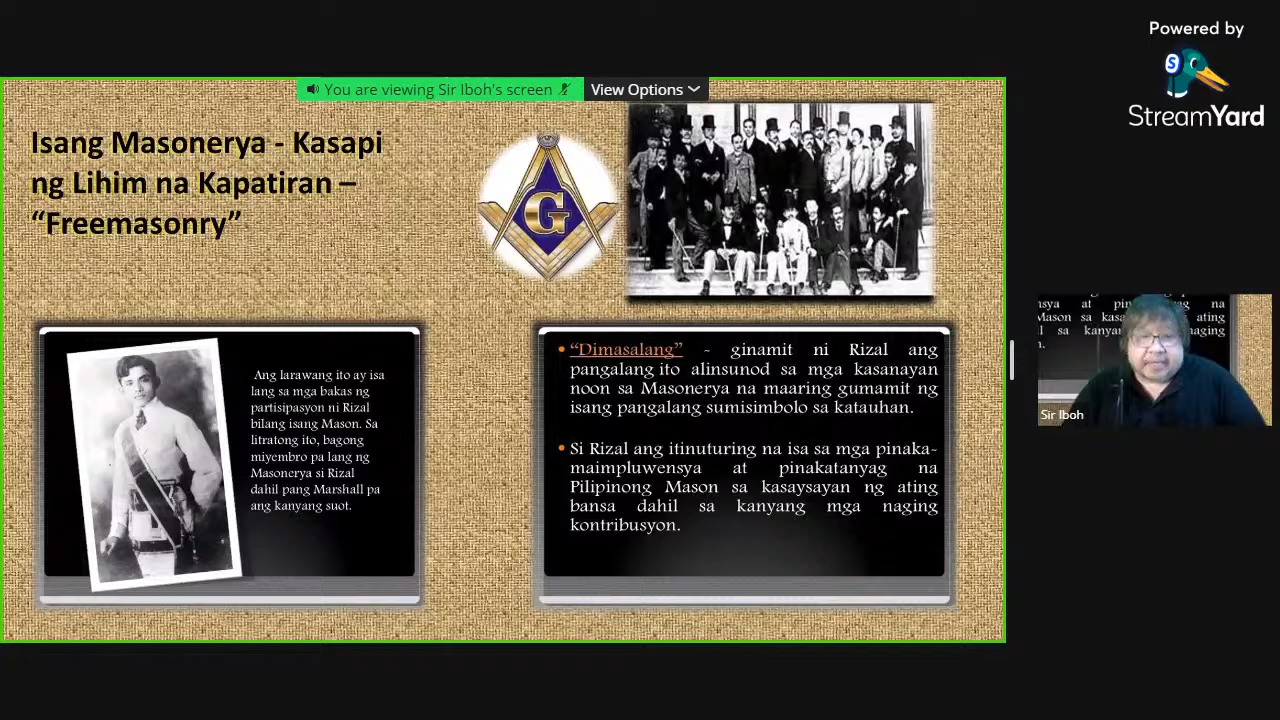 Powered by
S
StreamYard
You are viewing Sir Iboh's screen
View Options
Isang Masonerya - Kasapi
ng Lihim na Kapatiran –
“Freemasonry”
G
Ang larawang ito ay isa
lang sa mga bakas ng
partisipasyon ni Rizal
bilang isang Mason. Sa
litratong ito, bagong
miyembro pa lang ng
Masonerya si Rizal
dahil pang Marshall pa
ang kanyang suot.
• “Dimasalang” - ginamit ni Rizal ang
pangalang ito alinsunod sa mga kasanayan
noon sa Masonerya na maaring gumamit ng
isang pangalang sumisimbolo sa katauhan.
• Si Rizal ang itinuturing na isa sa mga pinaka-
maimpluwensya at pinakatanyag na
Pilipinong Mason sa kasaysayan ng ating
bansa dahil sa kanyang mga naging
kontribusyon.
Sir Iboh